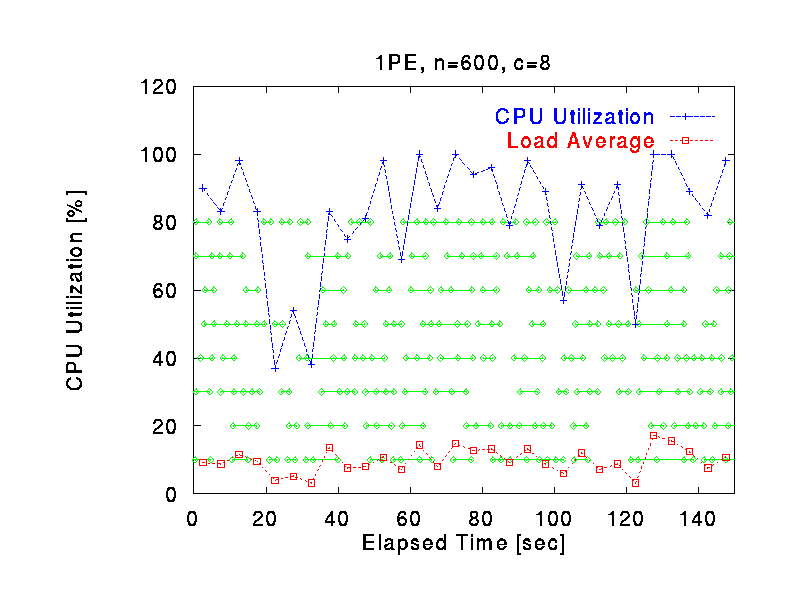 1PE, n=600, c=8
120
100
80
60
40
20
0
CPU Utilization [%]
CPU Utilization
Load Average
0 20 40 60 80 100 120 140
Elapsed Time [sec]